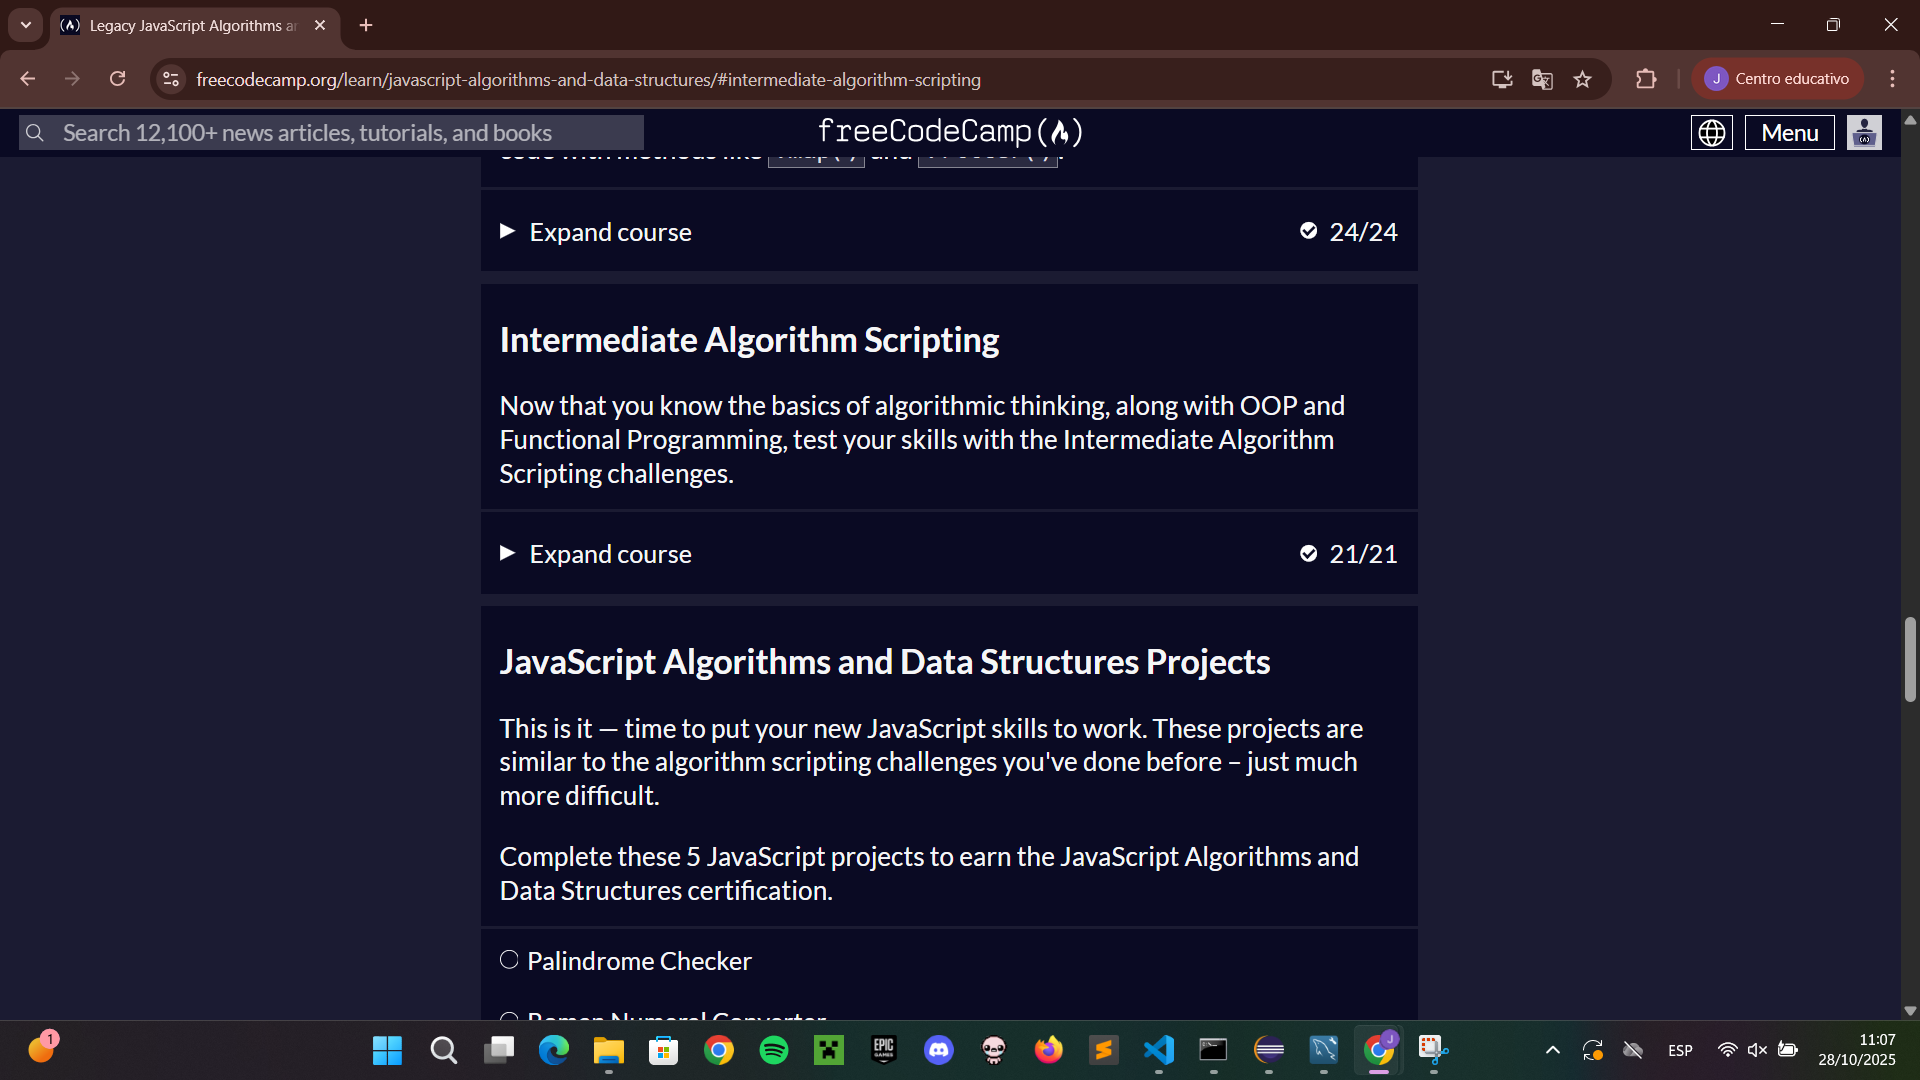 Legacy JavaScript Algorithms a
freecodecamp.org/learn/javascript-algorithms-and-data-structures/#intermediate-algorithm-scripting
J
Centro educativo
Search 12,100+ news articles, tutorials, and books
freeCodeCamp
Menu
Expand course
24/24
Intermediate Algorithm Scripting
Now that you know the basics of algorithmic thinking, along with OOP and
Functional Programming, test your skills with the Intermediate Algorithm
Scripting challenges.
Expand course
21/21
JavaScript Algorithms and Data Structures Projects
This is it — time to put your new JavaScript skills to work. These projects are
similar to the algorithm scripting challenges you've done before – just much
more difficult.
Complete these 5 JavaScript projects to earn the JavaScript Algorithms and
Data Structures certification.
Palindrome Checker
Roman Numeral Converter
1
EPIC
GAMES
J
ESP
11:07
28/10/2025